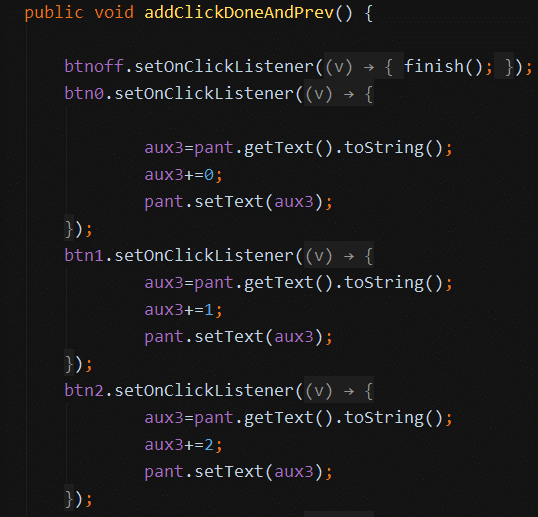 public void addClickDoneAndPrev() {
btnoff.setOnClickListener((v) → { finish(); });
btn0.setOnClickListener((v) → {
aux3=pant.getText().toString();
aux3+=0;
pant.setText(aux3);
});
btn1.setOnClickListener((v) → {
aux3=pant.getText().toString();
aux3+=1;
pant.setText(aux3);
});
btn2.setOnClickListener((v) → {
aux3=pant.getText().toString();
aux3+=2;
pant.setText(aux3);
});